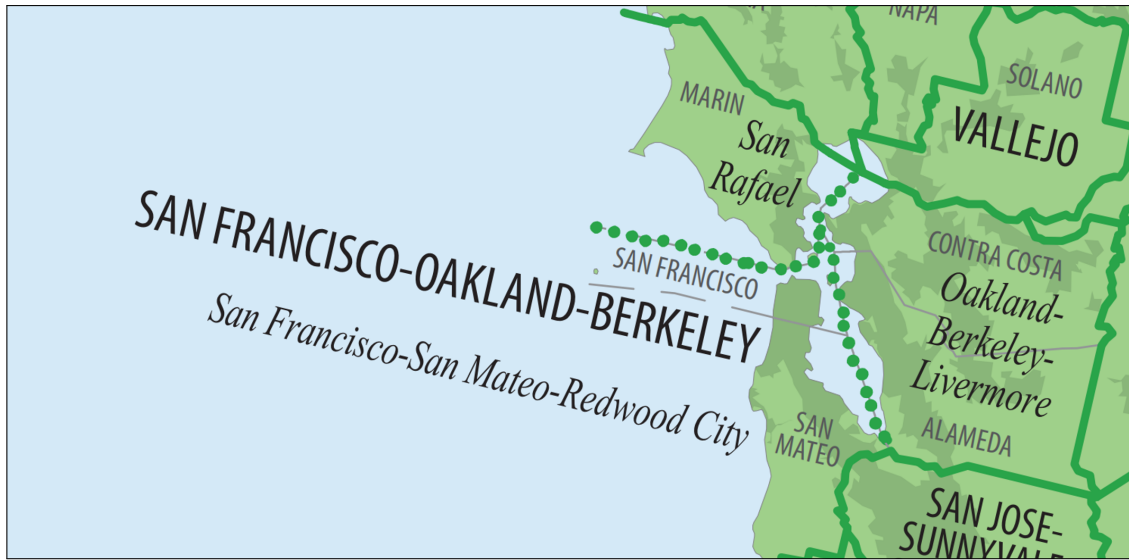 NAPA
SOLANO
MARIN
VALLEJO
San
Rafael
SAN FRANCISCO-OAKLAND-BERKELEY
SAN FRANCISCO
CONTRA COSTA
Oakland-
Berkeley-
Livermore
San Francisco-San Mateo-Redwood City
SAN
MATEO
ALAMEDA
SAN JOSE-
SUNNYVALE